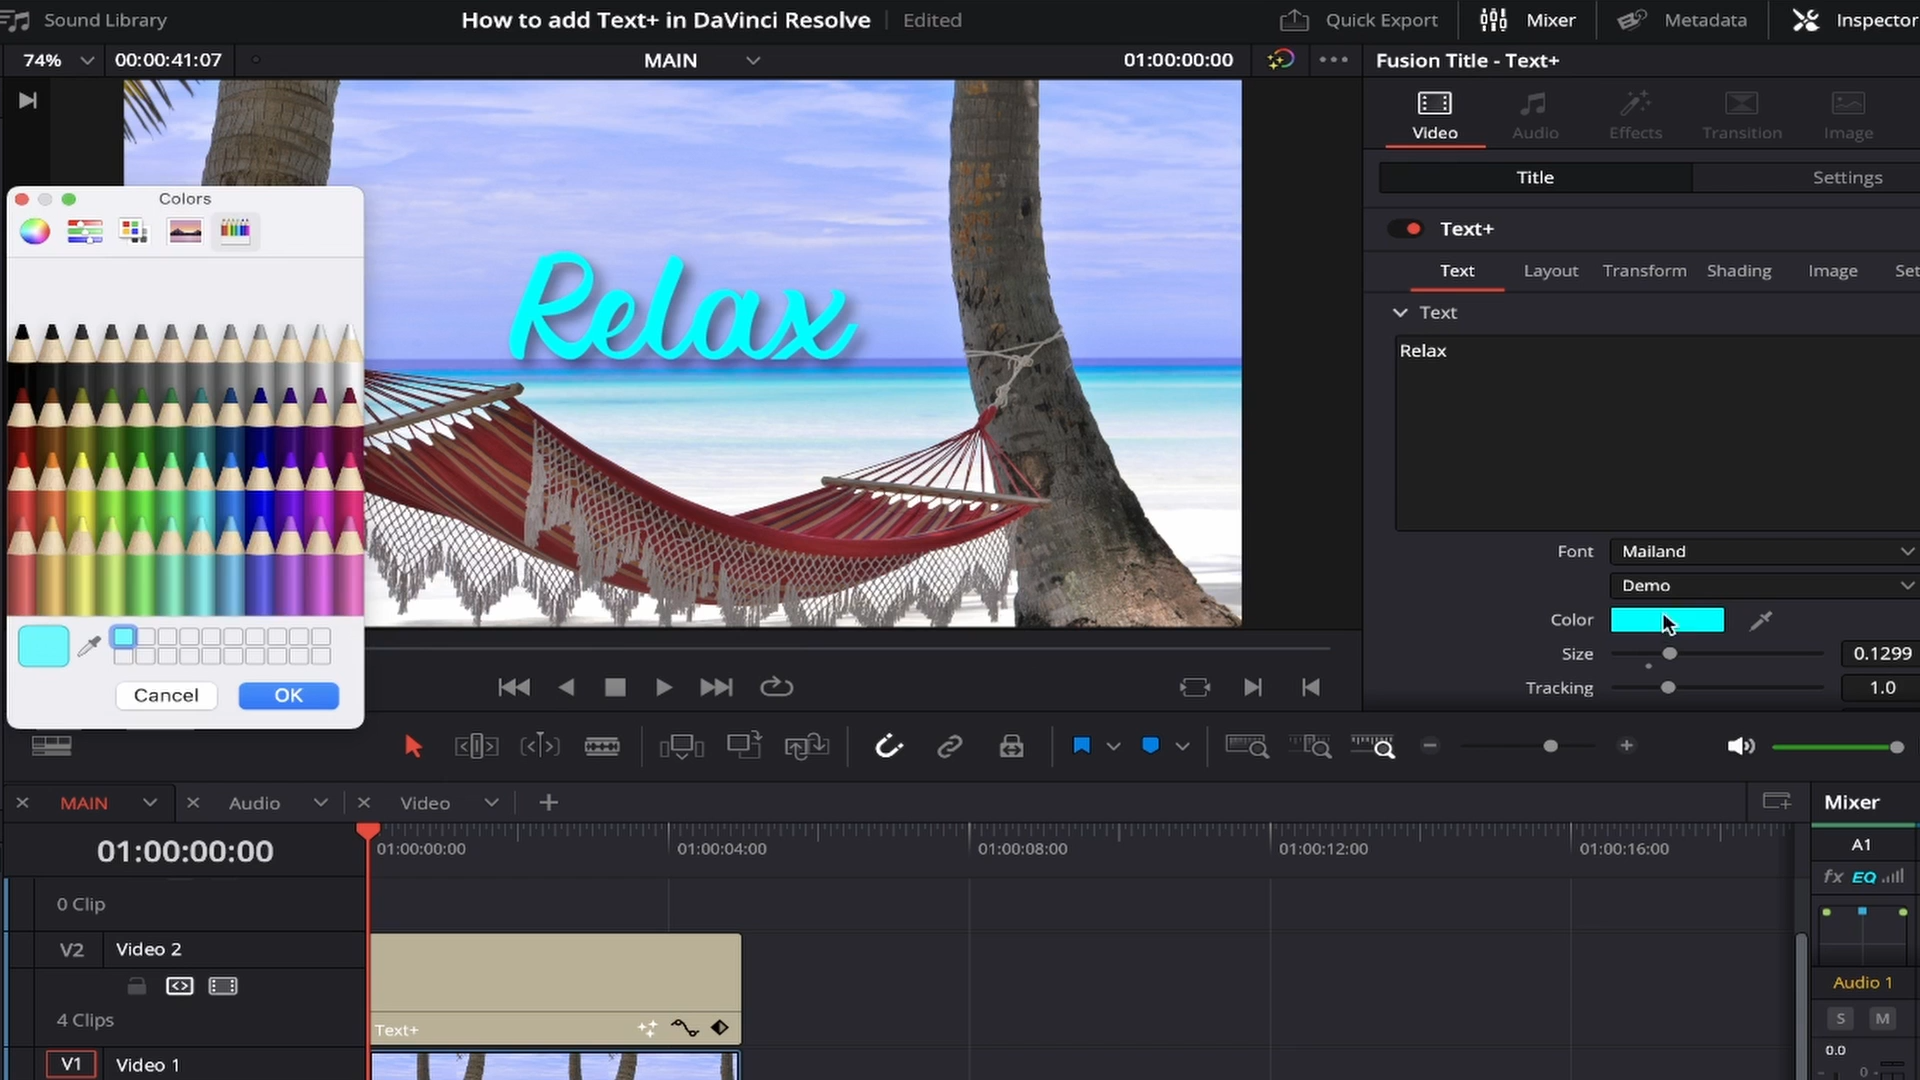 Sound Library
How to add Text+ in DaVinci Resolve
Edited
Quick Export
Mixer
Metadata
Inspector
74%
00:00:41:07
MAIN
01:00:00:00
Fusion Title - Text+
Video
Audio
Effects
Transition
Image
Title
Settings
Text+
Text
Layout
Transform
Shading
Image
Set
Text
Relax
Colors
Relax
Font
Mailand
Demo
Color
Size
0.1299
Tracking
1.0
Cancel
OK
MAIN
Audio
Video
Mixer
01:00:00:00
01:00:00:00
01:00:04:00
01:00:08:00
01:00:12:00
01:00:16:00
A1
fx EQ
0 Clip
V2
Video 2
4 Clips
Text+
Audio 1
S
M
V1
Video 1
0.0
0